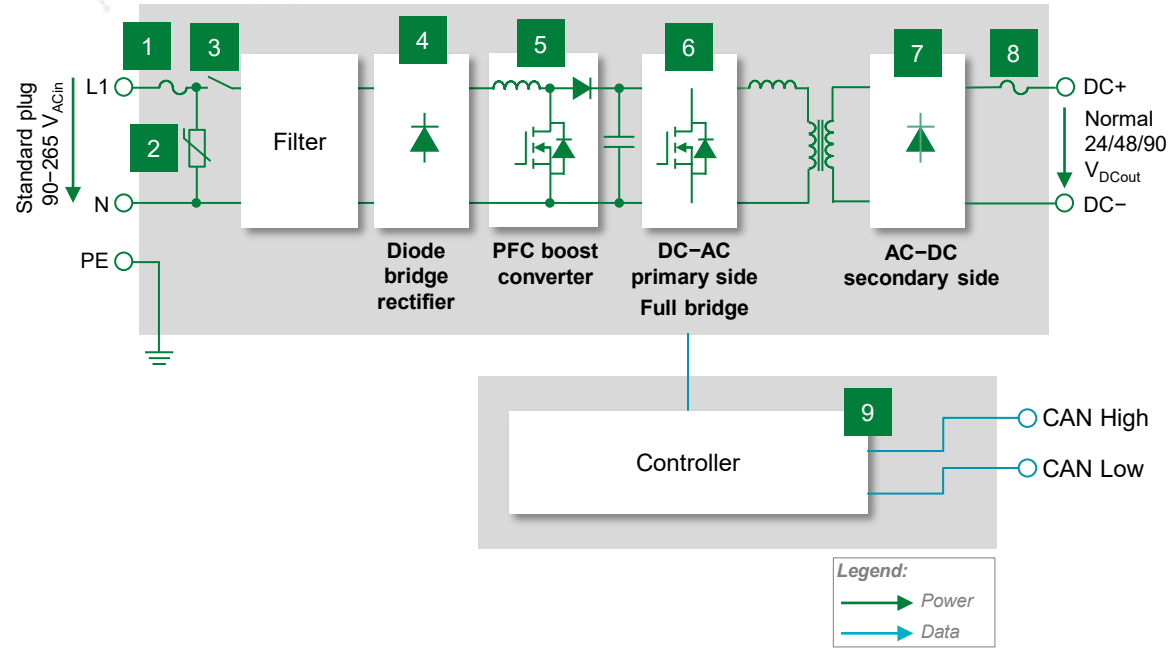 1
3
4
5
6
7
8
L1
Standard plug
90−265 VACin
2
Filter
N
PE
DC+
Normal
24/48/90
VDCout
DC−
Diode
bridge
rectifier
PFC boost
converter
DC−AC
primary side
Full bridge
AC−DC
secondary side
9
Controller
CAN High
CAN Low
Legend:
Power
Data